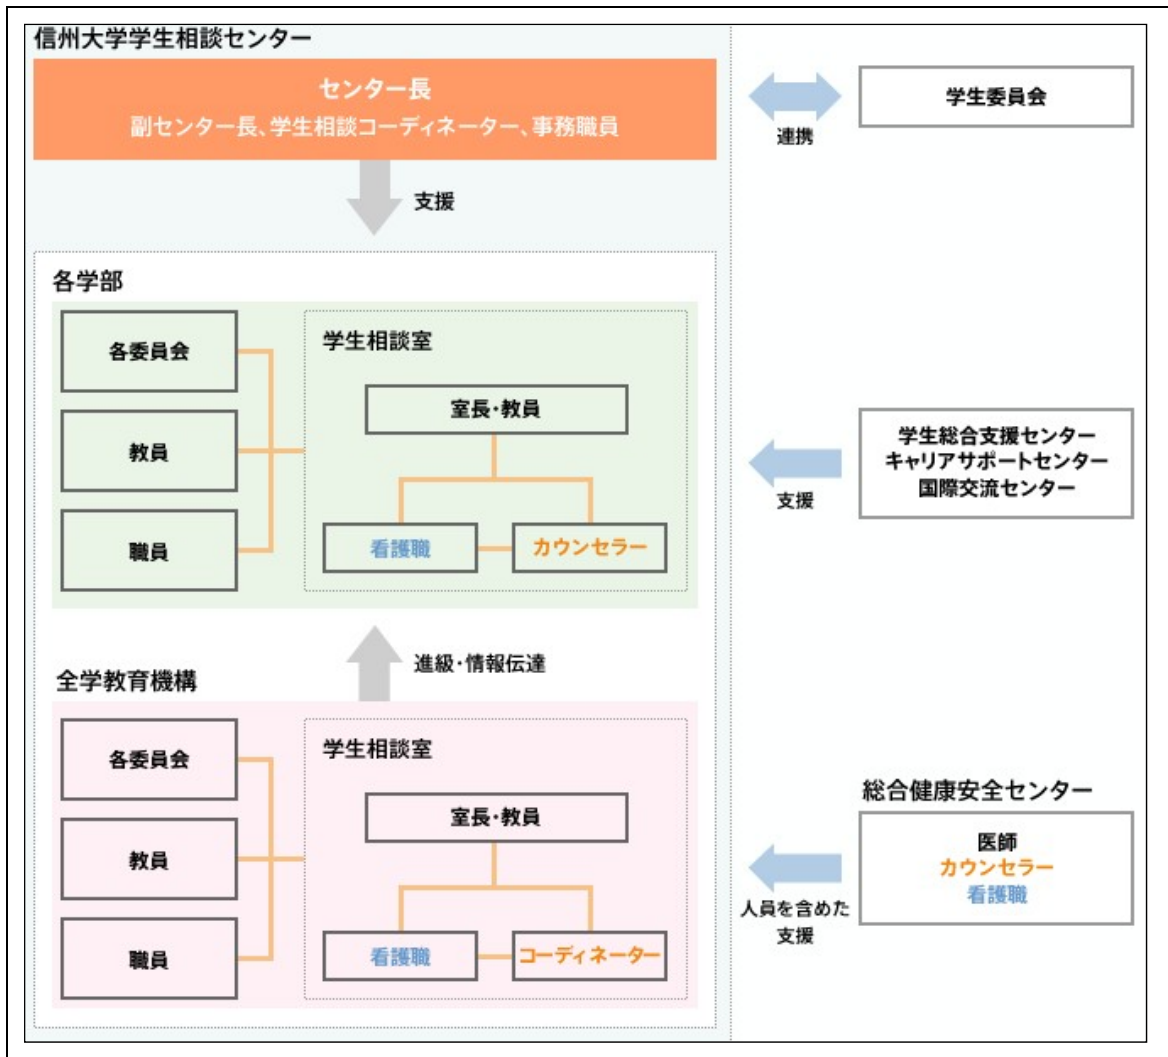 信州大学学生相談センター
センター長
副センター長、学生相談コーディネーター、事務職員
連携
学生委員会
支援
各学部
各委員会
教員
職員
学生相談室
室長・教員
看護職
カウンセラー
支援
学生総合支援センター
キャリアサポートセンター
国際交流センター
進級・情報伝達
全学教育機構
各委員会
教員
職員
学生相談室
室長・教員
看護職
コーディネーター
人員を含めた
支援
総合健康安全センター
医師
カウンセラー
看護職